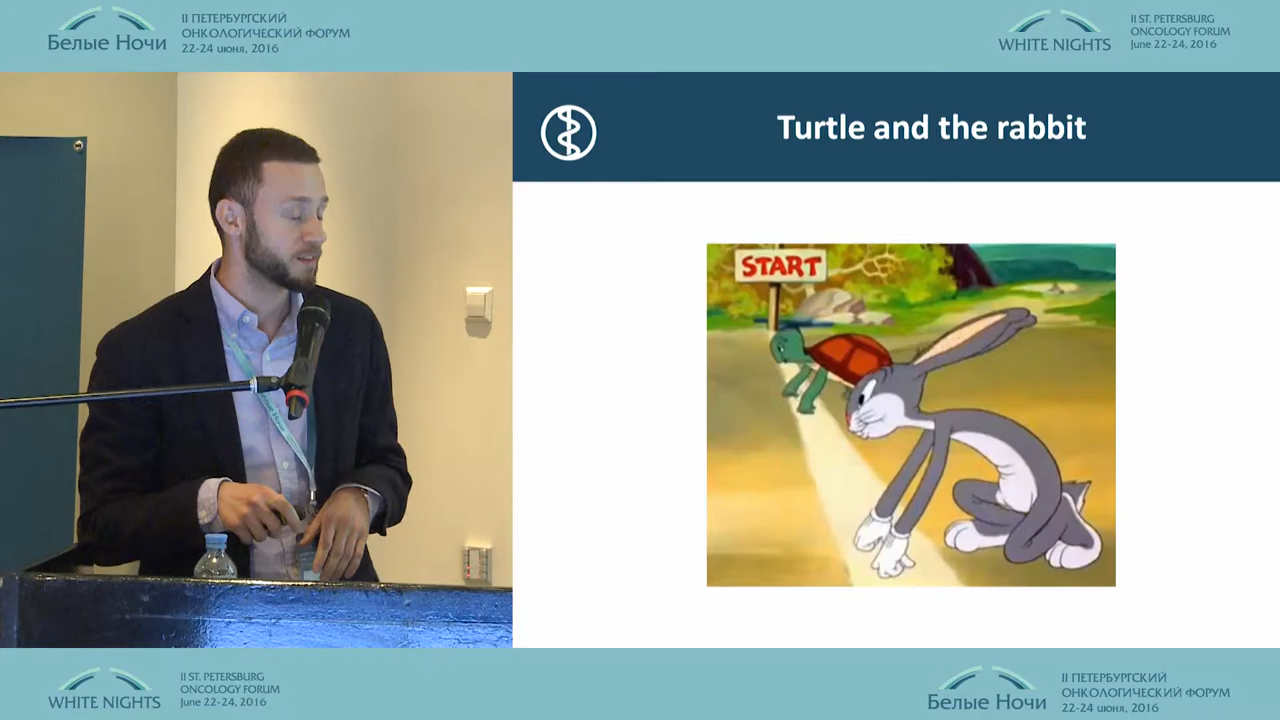 Белые Ночи
II ПЕТЕРБУРГСКИЙ
ОНКОЛОГИЧЕСКИЙ ФОРУМ
22-24 июня, 2016
WHITE NIGHTS
II ST. PETERSBURG
ONCOLOGY FORUM
June 22-24, 2016
Turtle and the rabbit
START
WHITE NIGHTS
II ST. PETERSBURG
ONCOLOGY FORUM
June 22-24, 2016
Белые Ночи
II ПЕТЕРБУРГСКИЙ
ОНКОЛОГИЧЕСКИЙ ФОРУМ
22-24 июня, 2016